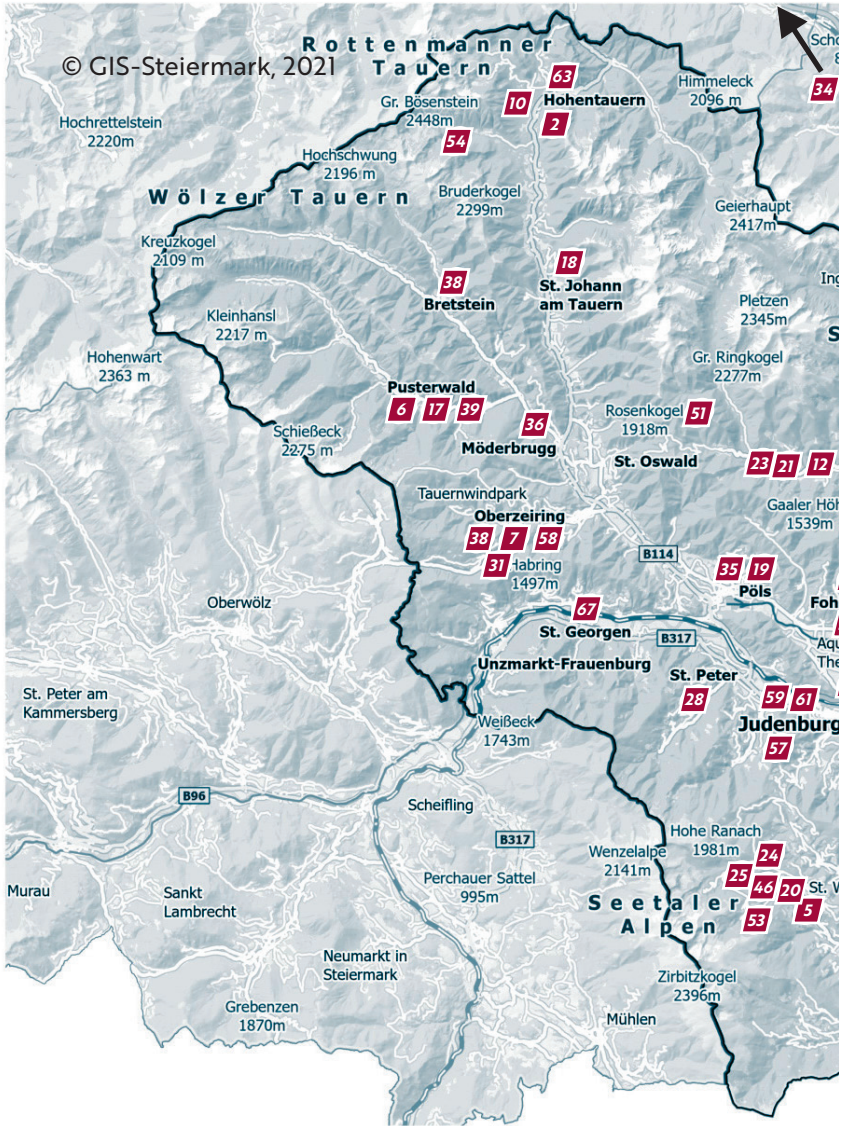 Rottenmanner
Tauern
© GIS-Steiermark, 2021
34
63
Himmeleck
2096 m
10
Hohentauern
Gr. Bösenstein
2448m
2
Hochrettelstein
2220m
54
Hochschwung
2196 m
Wölzer Tauern
Bruderkogel
2299m
Geierhaupt
2417m
Kreuzkogel
2109 m
18
St. Johann
am Tauern
38
Bretstein
Pletzen
2345m
Kleinhansl
2217 m
Hohenwart
2363 m
Gr. Ringkogel
2277m
Pusterwald
6
17
39
36
Rosenkogel
1918m
51
Schießeck
2275 m
Möderbrugg
St. Oswald
23
21
12
Tauernwindpark
Gaaler Höh
1539m
Oberzeiring
38
7
58
31
Habring
1497m
B114
35
19
Pöls
Foh
Oberwölz
67
St. Georgen
B317
Unzmarkt-Frauenburg
St. Peter
28
59
61
Judenburg
57
St. Peter am
Kammersberg
Weißeck
1743m
B96
Scheifling
B317
Hohe Ranach
1981m
24
Wenzelalpe
2141m
25
46
20
St. W
5
53
Seetaler
Alpen
Perchauer Sattel
995m
Murau
Sankt
Lambrecht
Neumarkt in
Steiermark
Zirbitzkogel
2396m
Grebenzen
1870m
Mühlen